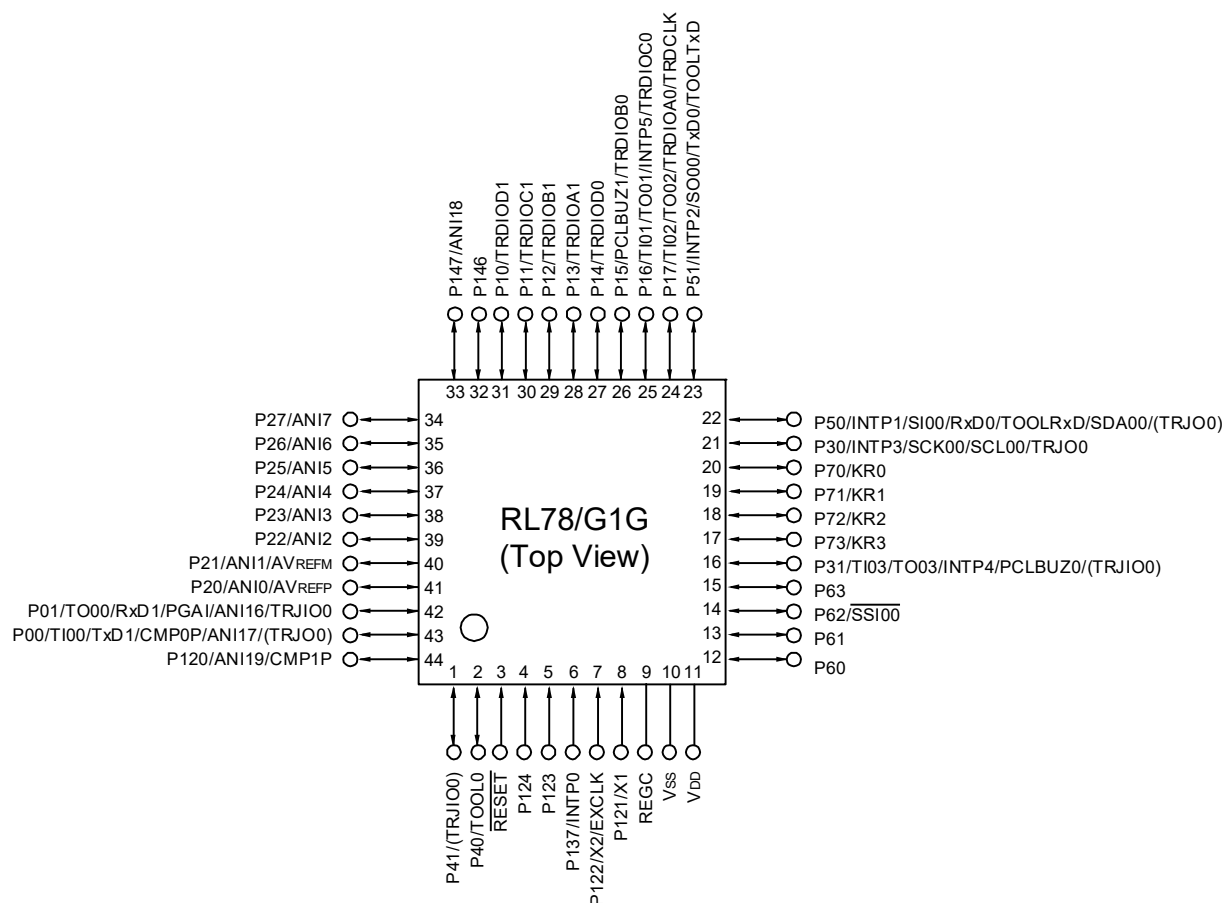 P147/ANI18
P146
P10/TRDIOD1
P11/TRDIOC1
P12/TRDIOB1
P13/TRDIOA1
P14/TRDIOD0
P15/PCLBUZ1/TRDIOB0
P16/TI01/TO01/INTP5/TRDIOC0
P17/TI02/TO02/TRDIOA0/TRDCLK
P51/INTP2/SO00/TxD0/TOOLTxD
33 32 31 30 29 28 27 26 25 24 23
P27/ANI7 34
P26/ANI6 35
P25/ANI5 36
P24/ANI4 37
P23/ANI3 38
P22/ANI2 39
P21/ANI1/AVREFM 40
P20/ANI0/AVREFP 41
P01/TO00/RxD1/PGAI/ANI16/TRJIO0 42
P00/TI00/TxD1/CMP0P/ANI17/(TRJO0) 43
P120/ANI19/CMP1P 44
RL78/G1G
(Top View)
22 P50/INTP1/SI00/RxD0/TOOLRxD/SDA00/(TRJO0)
21 P30/INTP3/SCK00/SCL00/TRJO0
20 P70/KR0
19 P71/KR1
18 P72/KR2
17 P73/KR3
16 P31/TI03/TO03/INTP4/PCLBUZ0/(TRJIO0)
15 P63
14 P62/SSI00
13 P61
12 P60
1 2 3 4 5 6 7 8 9 10 11
P41/(TRJIO0)
P40/TOOL0
RESET
P124
P123
P137/INTP0
P122/X2/EXCLK
P121/X1
REGC
VSS
VDD